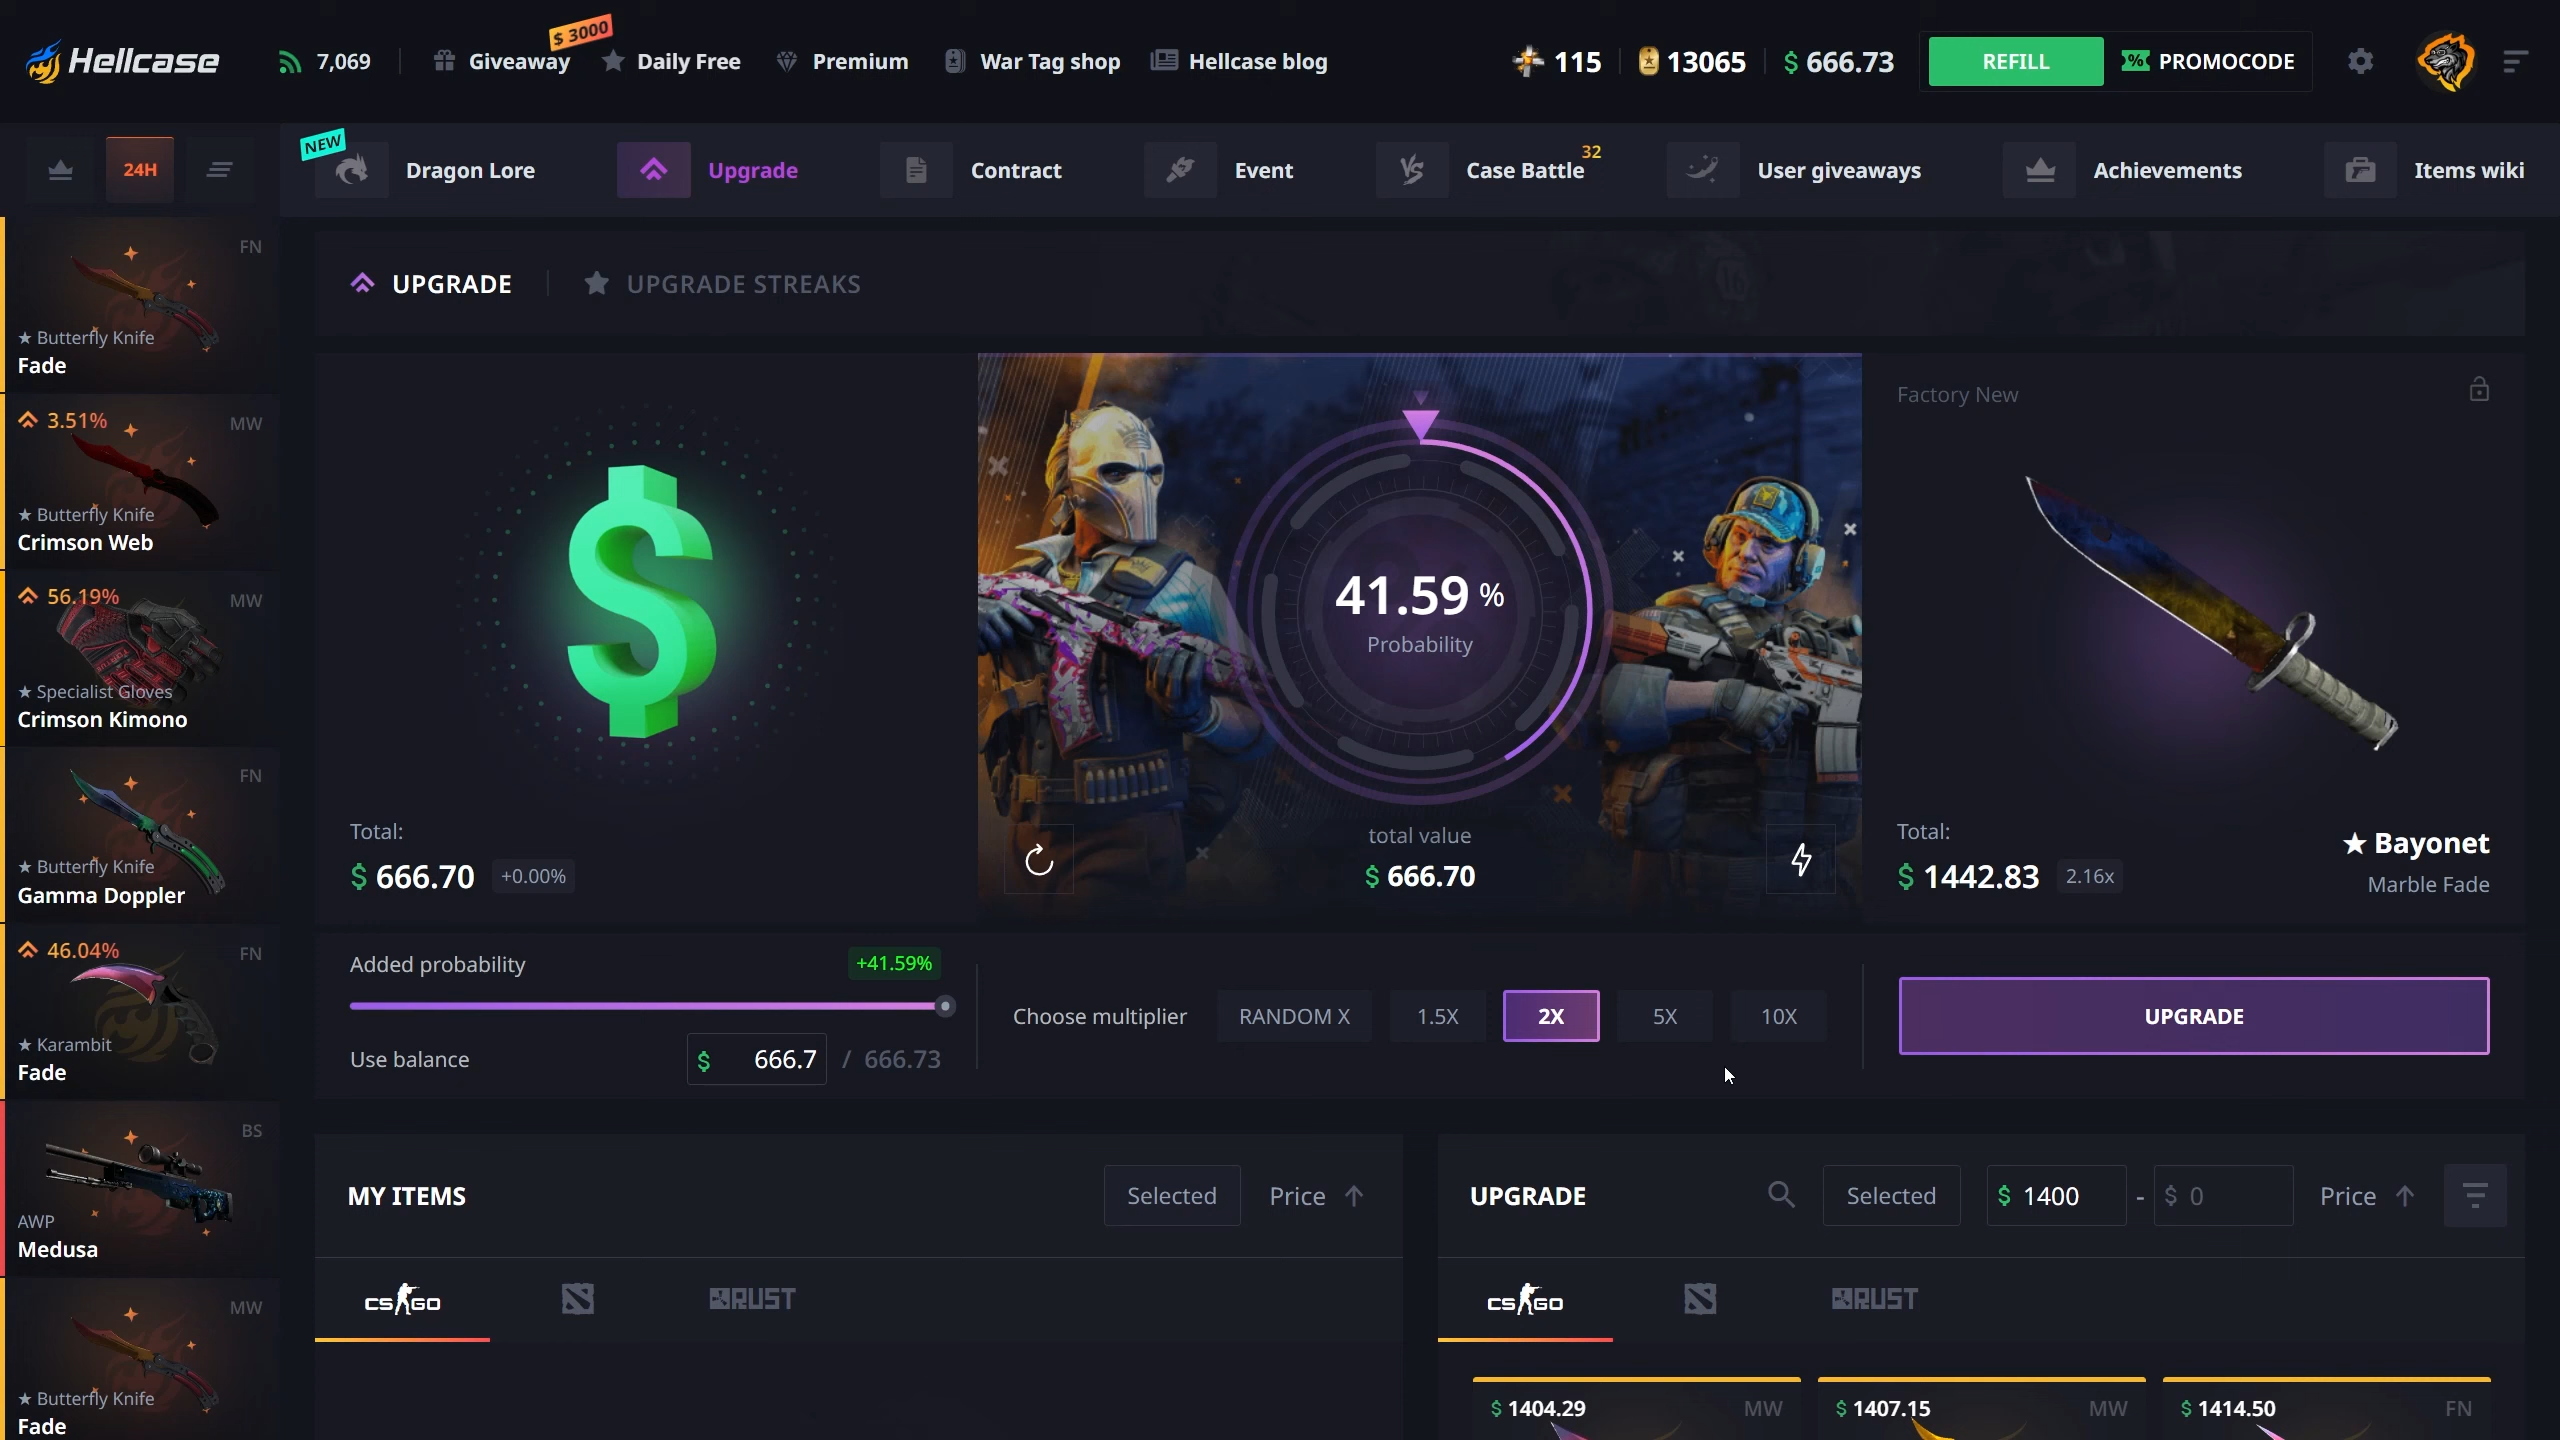 Hellcase
7,069
Giveaway
$ 3000
Daily Free
Premium
War Tag shop
Hellcase blog
115
13065
$ 666.73
REFILL
% PROMOCODE
24H
NEW
Dragon Lore
Upgrade
Contract
Event
VS
Case Battle
32
User giveaways
Achievements
Items wiki
FN
★ Butterfly Knife
Fade
3.51%
MW
★ Butterfly Knife
Crimson Web
56.19%
MW
★ Specialist Gloves
Crimson Kimono
FN
★ Butterfly Knife
Gamma Doppler
46.04%
FN
★ Karambit
Fade
BS
AWP
Medusa
MW
★ Butterfly Knife
Fade
UPGRADE
UPGRADE STREAKS
Total:
$ 666.70
+0.00%
41.59 %
Probability
total value
$ 666.70
Factory New
Total:
$ 1442.83
2.16x
★ Bayonet
Marble Fade
Added probability
+41.59%
Use balance
$ 666.7 / 666.73
Choose multiplier
RANDOM X
1.5X
2X
5X
10X
UPGRADE
MY ITEMS
Selected
Price
CS GO
RUST
UPGRADE
Selected
$ 1400 - $ 0
Price
CS GO
RUST
$ 1404.29
MW
$ 1407.15
MW
$ 1414.50
FN